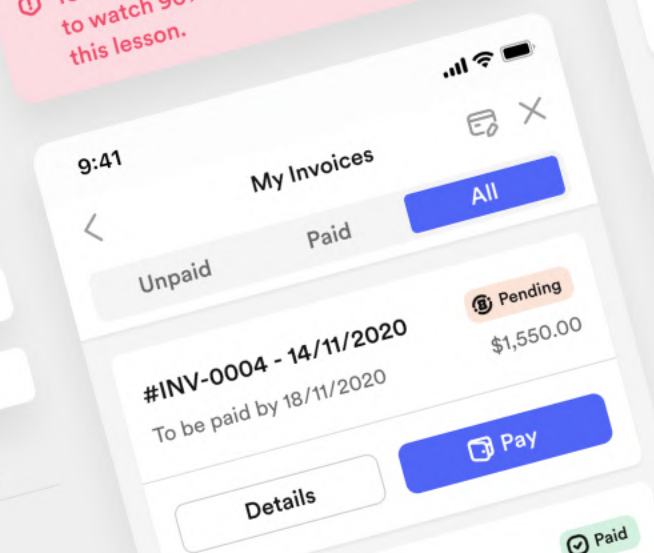 to watch
this lesson.
9:41
My Invoices
Unpaid
Paid
All
#INV-0004 - 14/11/2020
Pending
To be paid by 18/11/2020
$1,550.00
Details
Pay
Paid